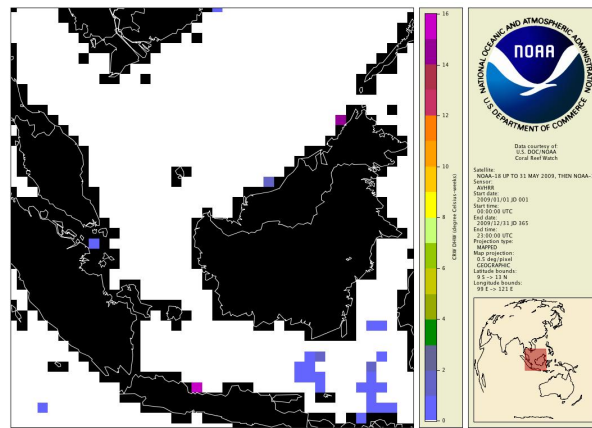 16
14
12
10
8
6
4
2
0
CRW DHW (degree Celsius-weeks)
NATIONAL OCEANIC AND ATMOSPHERIC ADMINISTRATION
NOAA
U.S. DEPARTMENT OF COMMERCE
Data courtesy of:
U.S. DOC/NOAA
Coral Reef Watch
Satellite:
NOAA-18 UP TO 31 MAY 2009, THEN NOAA-
Sensor:
AVHRR
Start date:
2009/01/01 JD 001
Start time:
00:00:00 UTC
End date:
2009/12/31 JD 365
End time:
23:00:00 UTC
Projection type:
MAPPED
Map projection:
0.5 deg/pixel
GEOGRAPHIC
Latitude bounds:
9 S -> 13 N
Longitude bounds:
99 E -> 121 E